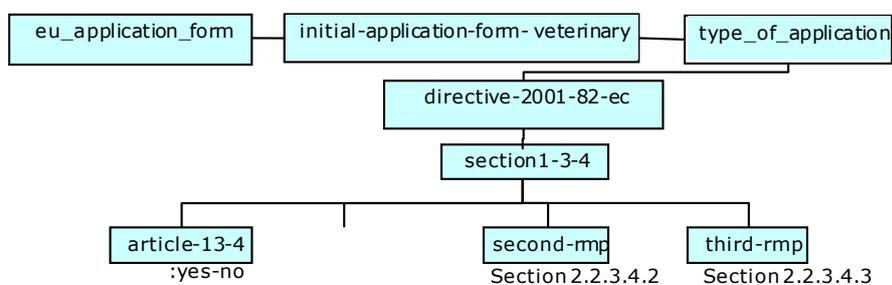 eu_application_form
initial-application-form- veterinary
type_of_application
directive-2001-82-ec
section1-3-4
article-13-4
:yes-no
second-rmp
Section 2.2.3.4.2
third-rmp
Section 2.2.3.4.3